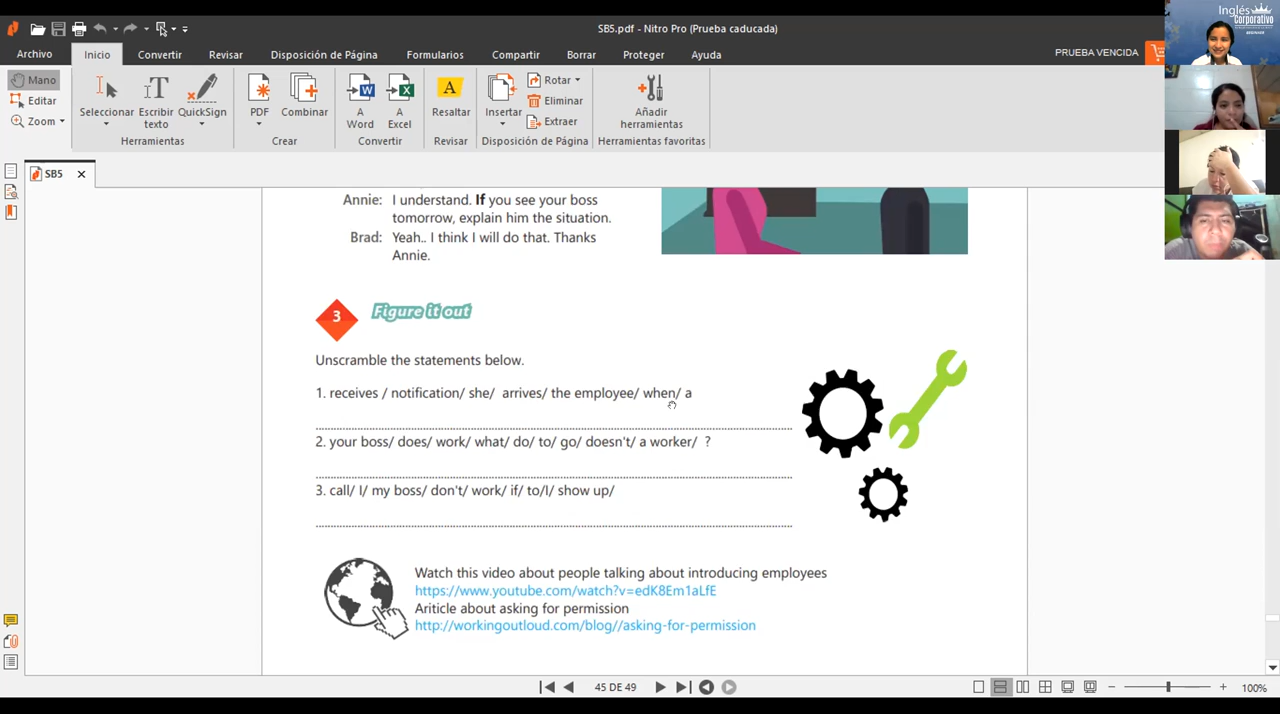 SB5.pdf - Nitro Pro (Prueba caducada)
Inglés
Corporativo
BEGINNER
Archivo
Inicio
Convertir
Revisar
Disposición de Página
Formularios
Compartir
Borrar
Proteger
Ayuda
PRUEBA VENCIDA
Mano
Editar
Zoom
Seleccionar
Escribir texto
QuickSign
Herramientas
PDF
Combinar
Crear
A Word
A Excel
Convertir
Resaltar
Revisar
Insertar
Rotar
Eliminar
Extraer
Disposición de Página
Añadir herramientas
Herramientas favoritas
SB5
Annie: I understand. If you see your boss
tomorrow, explain him the situation.
Brad: Yeah.. I think I will do that. Thanks
Annie.
3 Figure it out
Unscramble the statements below.
1. receives / notification/ she/ arrives/ the employee/ when/ a
2. your boss/ does/ work/ what/ do/ to/ go/ doesn't/ a worker/ ?
3. call/ I/ my boss/ don't/ work/ if/ to/I/ show up/
Watch this video about people talking about introducing employees
https://www.youtube.com/watch?v=edK8Em1aLfE
Ariticle about asking for permission
http://workingoutloud.com/blog//asking-for-permission
45 DE 49
100%